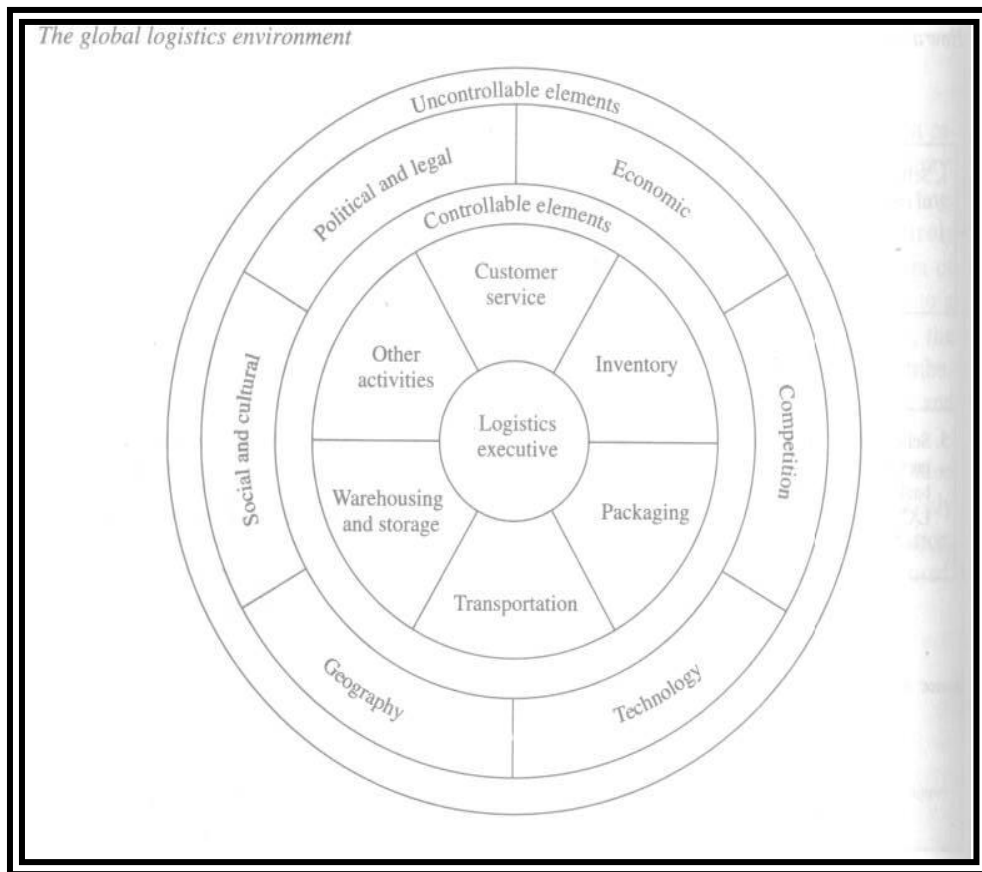 The global logistics environment
Uncontrollable elements
Political and legal
Economic
Controllable elements
Customer
service
Other
activities
Inventory
Social and cultural
Logistics
executive
Competition
Warehousing
and storage
Packaging
Transportation
Geography
Technology